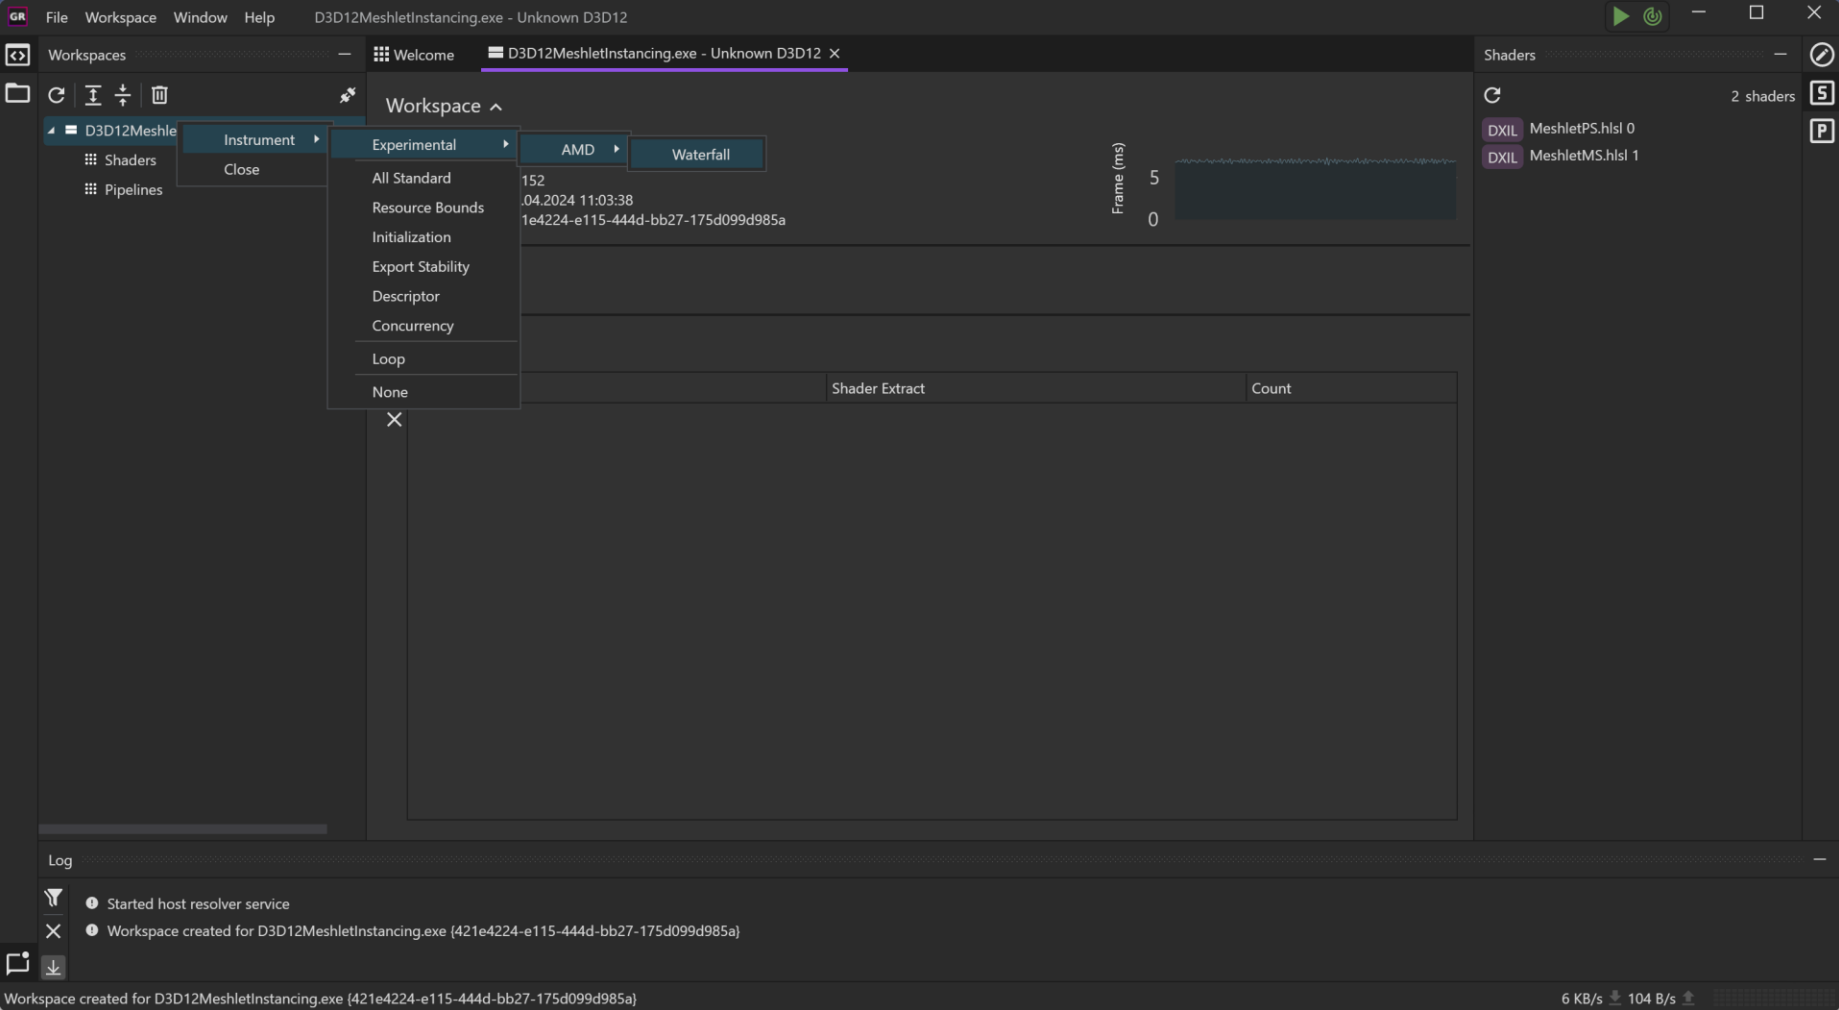 GR File Workspace Window Help D3D12MeshletInstancing.exe - Unknown D3D12
Workspaces
Welcome
D3D12MeshletInstancing.exe - Unknown D3D12
Shaders
Workspace
2 shaders
D3D12Meshle
Shaders
Pipelines
Instrument
Close
Experimental
All Standard
Resource Bounds
Initialization
Export Stability
Descriptor
Concurrency
Loop
None
AMD
Waterfall
152
.04.2024 11:03:38
1e4224-e115-444d-bb27-175d099d985a
Frame (ms)
5
0
DXIL MeshletPS.hlsl 0
DXIL MeshletMS.hlsl 1
S
P
Shader Extract
Count
Log
Started host resolver service
Workspace created for D3D12MeshletInstancing.exe {421e4224-e115-444d-bb27-175d099d985a}
Workspace created for D3D12MeshletInstancing.exe {421e4224-e115-444d-bb27-175d099d985a}
6 KB/s 104 B/s